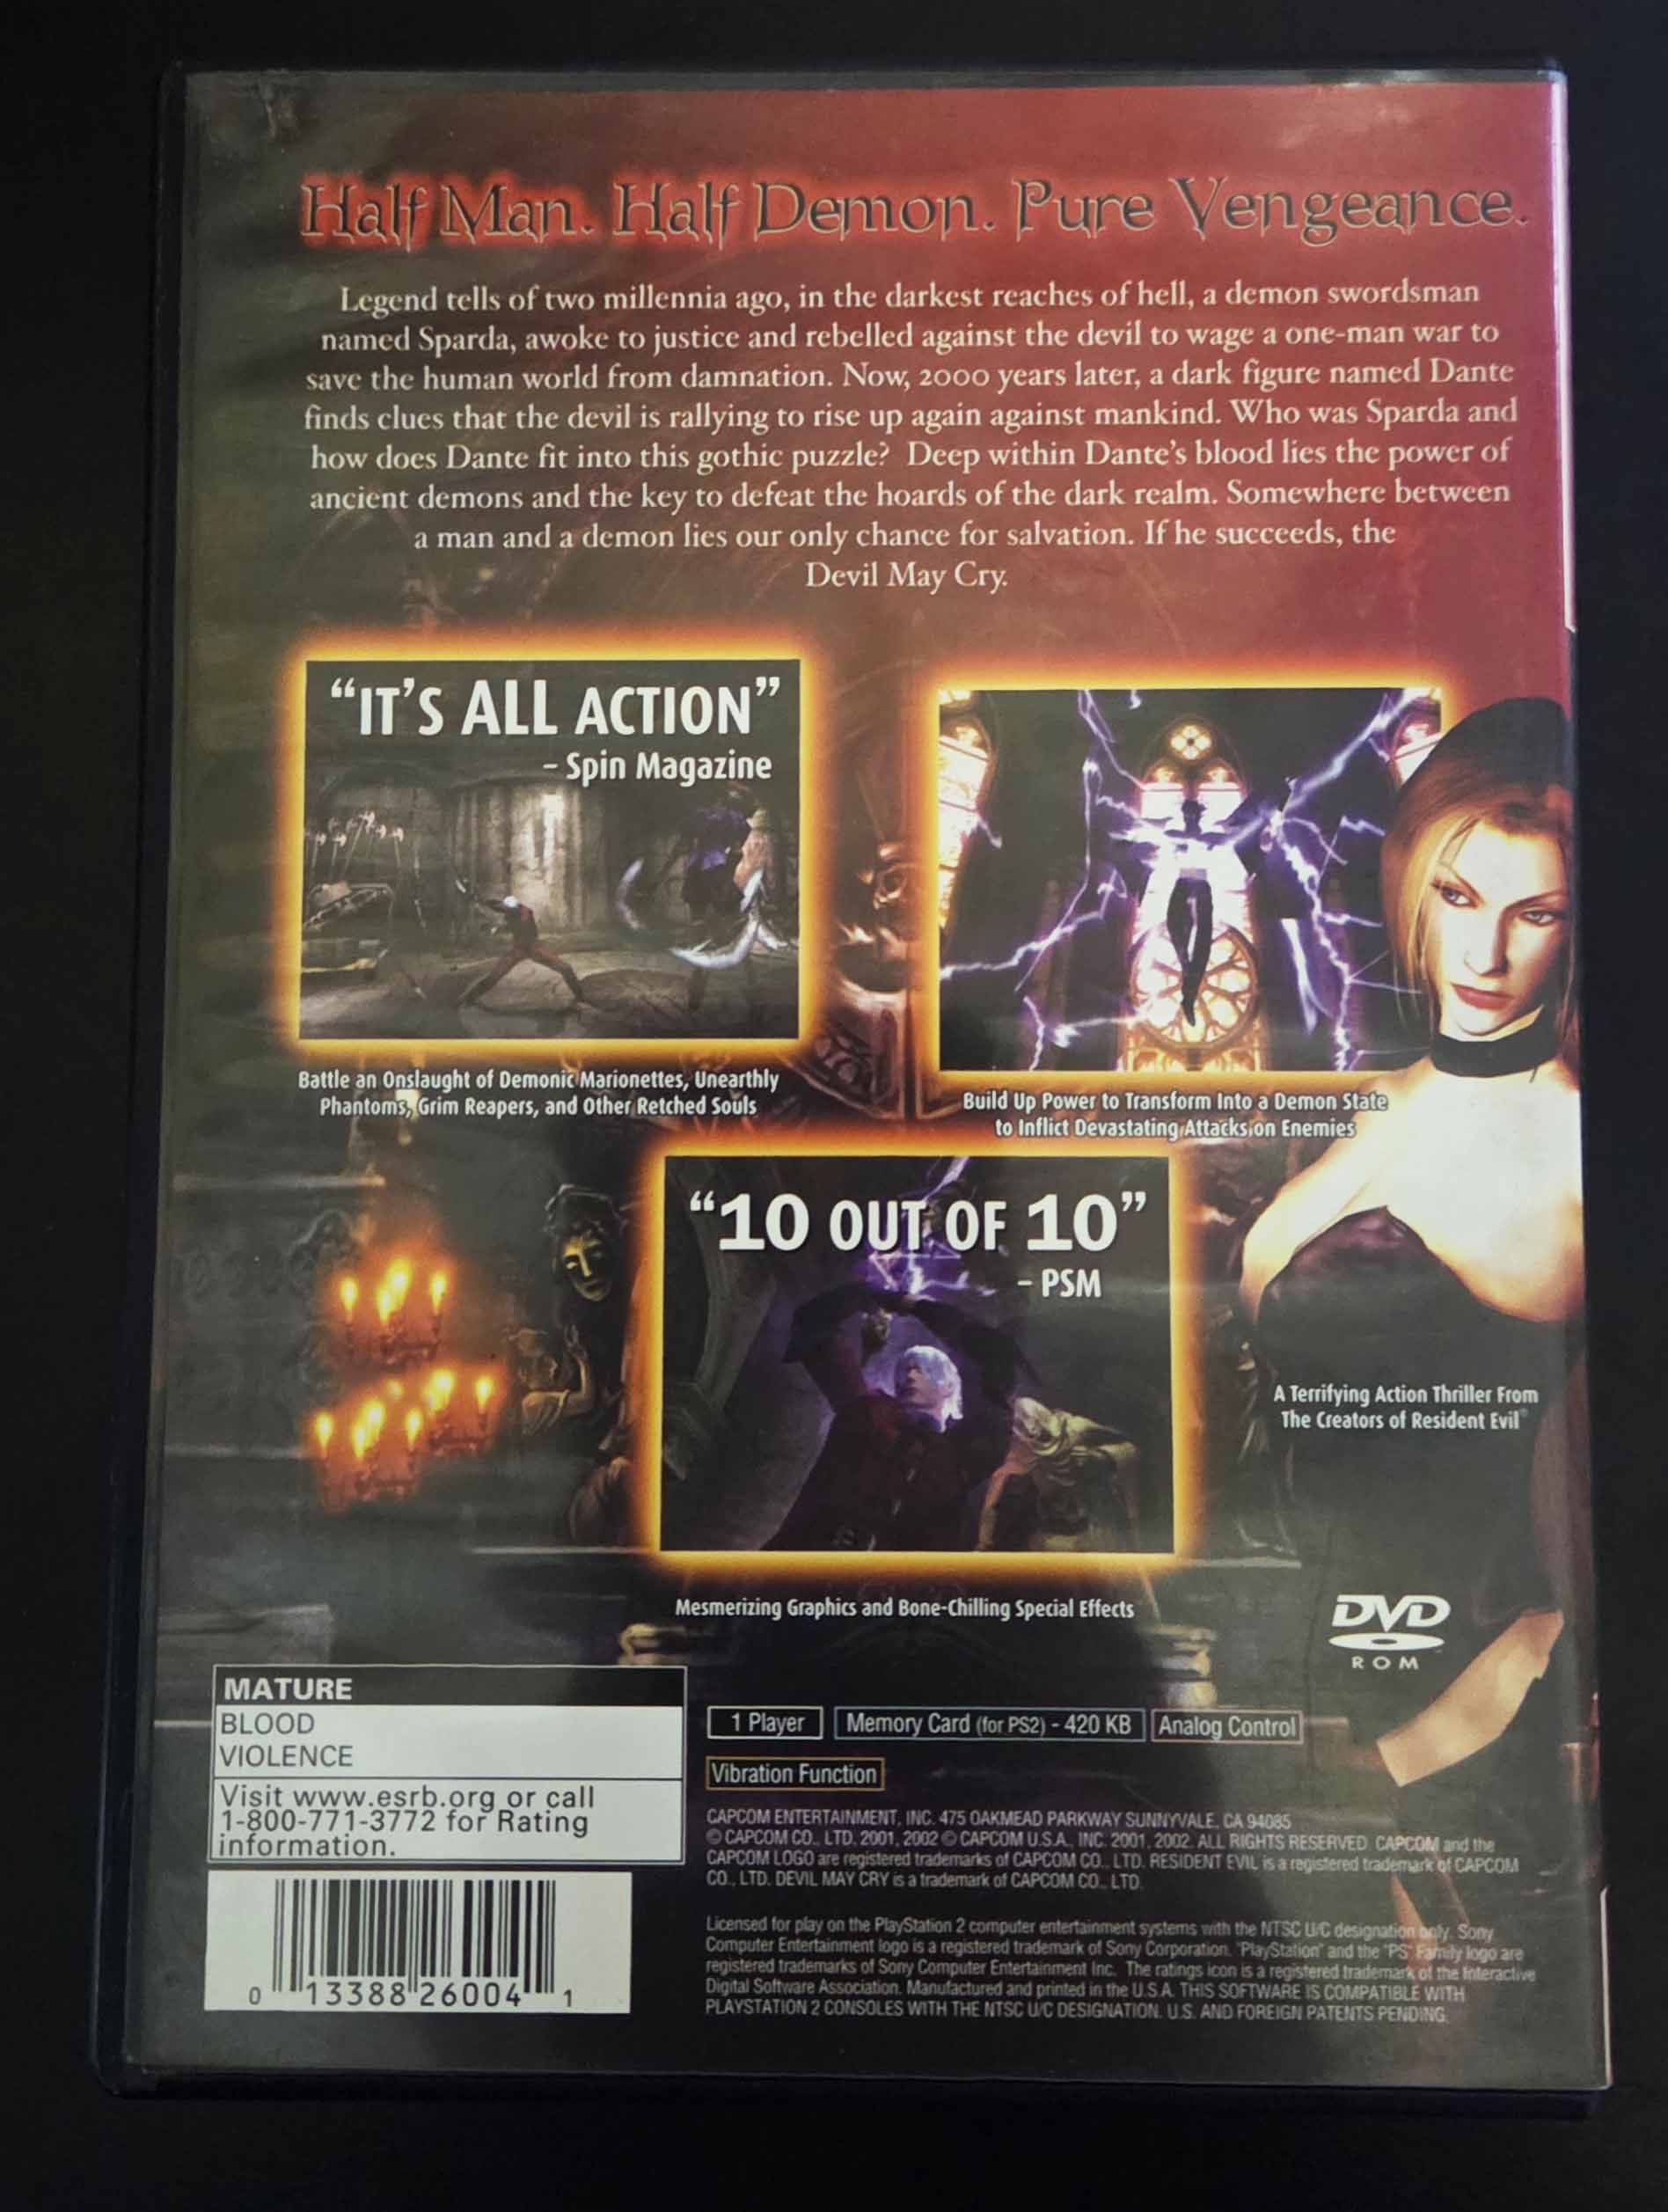 Half Man. Half Demon. Pure Vengeance.
Legend tells of two millennia ago, in the darkest reaches of hell, a demon swordsman
named Sparda, awoke to justice and rebelled against the devil to wage a one-man war to
save the human world from damnation. Now, 2000 years later, a dark figure named Dante
finds clues that the devil is rallying to rise up again against mankind. Who was Sparda and
how does Dante fit into this gothic puzzle? Deep within Dante's blood lies the power of
ancient demons and the key to defeat the hoards of the dark realm. Somewhere between
a man and a demon lies our only chance for salvation. If he succeeds, the
Devil May Cry.
“IT'S ALL ACTION”
– Spin Magazine
Battle an Onslaught of Demonic Marionettes, Unearthly
Phantoms, Grim Reapers, and Other Retched Souls
Build Up Power to Transform Into a Demon State
to Inflict Devastating Attacks on Enemies
“10 OUT OF 10”
– PSM
A Terrifying Action Thriller From
The Creators of Resident Evil®
Mesmerizing Graphics and Bone-Chilling Special Effects
DVD
ROM
MATURE
BLOOD
VIOLENCE
Visit www.esrb.org or call
1-800-771-3772 for Rating
information.
1 Player
Memory Card (for PS2) - 420 KB
Analog Control
Vibration Function
CAPCOM ENTERTAINMENT, INC. 475 OAKMEAD PARKWAY SUNNYVALE, CA 94085
© CAPCOM CO., LTD. 2001, 2002 © CAPCOM U.S.A., INC. 2001, 2002. ALL RIGHTS RESERVED. CAPCOM and the
CAPCOM LOGO are registered trademarks of CAPCOM CO., LTD. RESIDENT EVIL is a registered trademark of CAPCOM
CO., LTD. DEVIL MAY CRY is a trademark of CAPCOM CO., LTD.
Licensed for play on the PlayStation 2 computer entertainment systems with the NTSC U/C designation only. Sony
Computer Entertainment logo is a registered trademark of Sony Corporation. "PlayStation" and the "PS" Family logo are
registered trademarks of Sony Computer Entertainment Inc. The ratings icon is a registered trademark of the Interactive
Digital Software Association. Manufactured and printed in the U.S.A. THIS SOFTWARE IS COMPATIBLE WITH
PLAYSTATION 2 CONSOLES WITH THE NTSC U/C DESIGNATION. U.S. AND FOREIGN PATENTS PENDING.
0 13388 26004 1